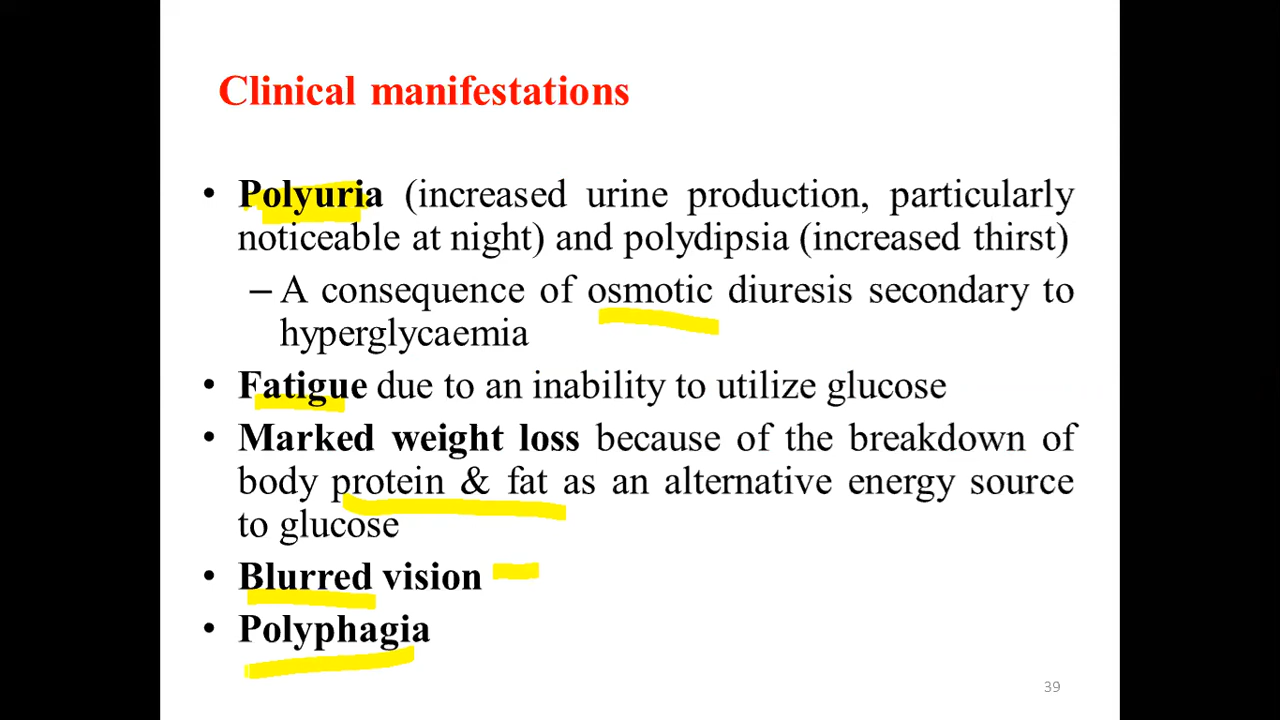 Clinical manifestations
• Polyuria (increased urine production, particularly
noticeable at night) and polydipsia (increased thirst)
– A consequence of osmotic diuresis secondary to
hyperglycaemia
• Fatigue due to an inability to utilize glucose
• Marked weight loss because of the breakdown of
body protein & fat as an alternative energy source
to glucose
• Blurred vision
• Polyphagia
39